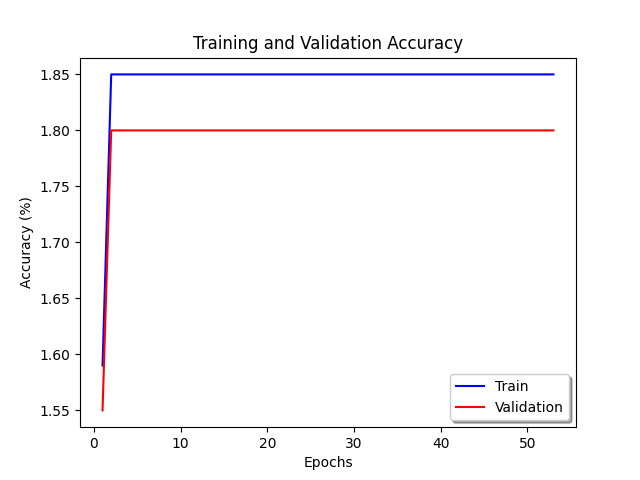 Training and Validation Accuracy
1.85
1.80
1.75
1.70
1.65
1.60
1.55
Accuracy (%)
0 10 20 30 40 50
Epochs
Train
Validation